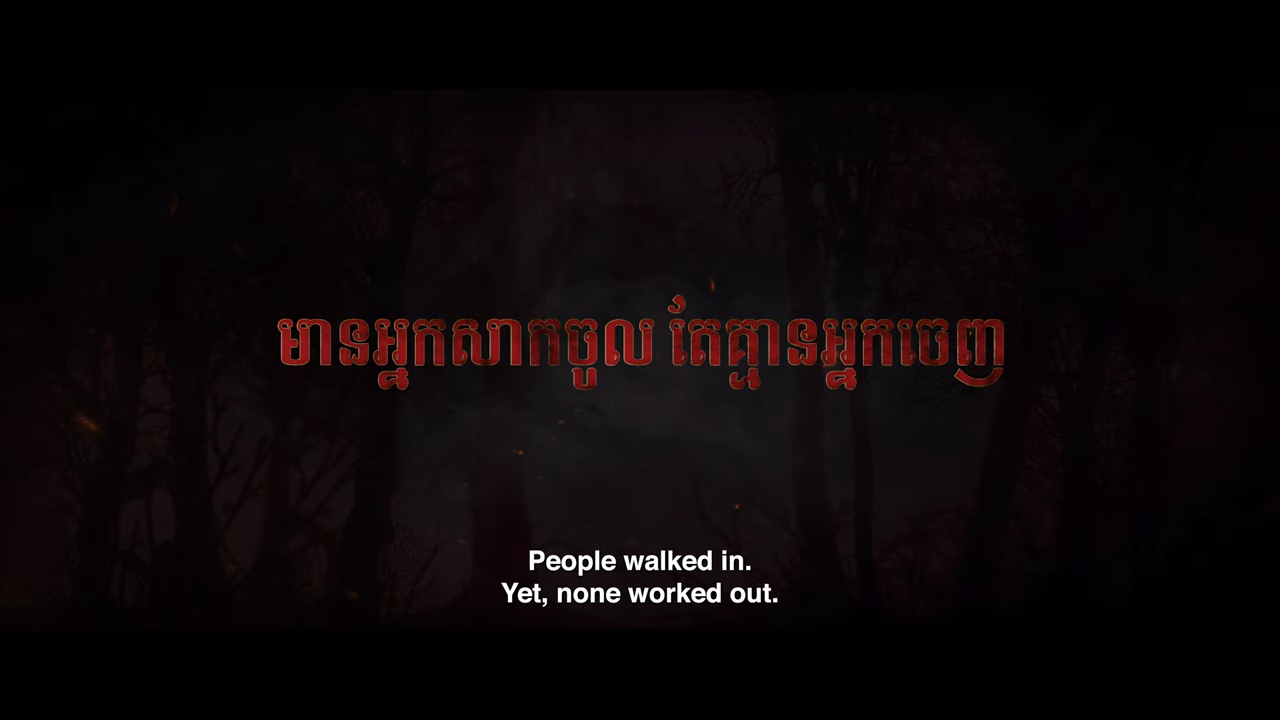 មានអ្នកសាកចូល តែគ្មានអ្នកចេញ
People walked in.
Yet, none worked out.